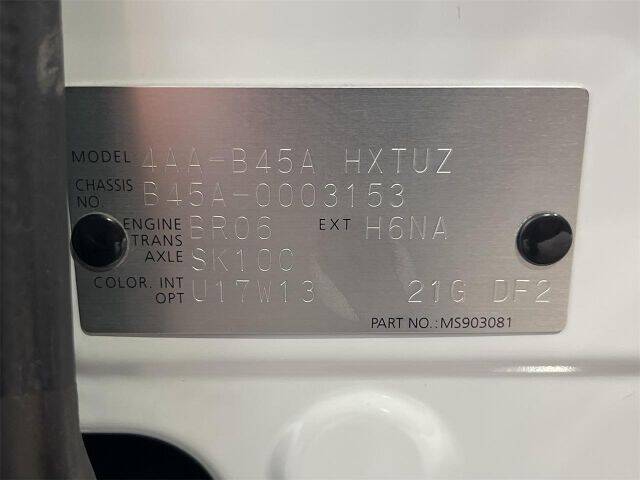 MODEL 4AA-B45A HXTUZ
CHASSIS NO. B45A-0003153
ENGINE BR06 EXT H6NA
TRANS
AXLE SK100
COLOR. INT U17W13 21G DF2
OPT
PART NO.:MS903081